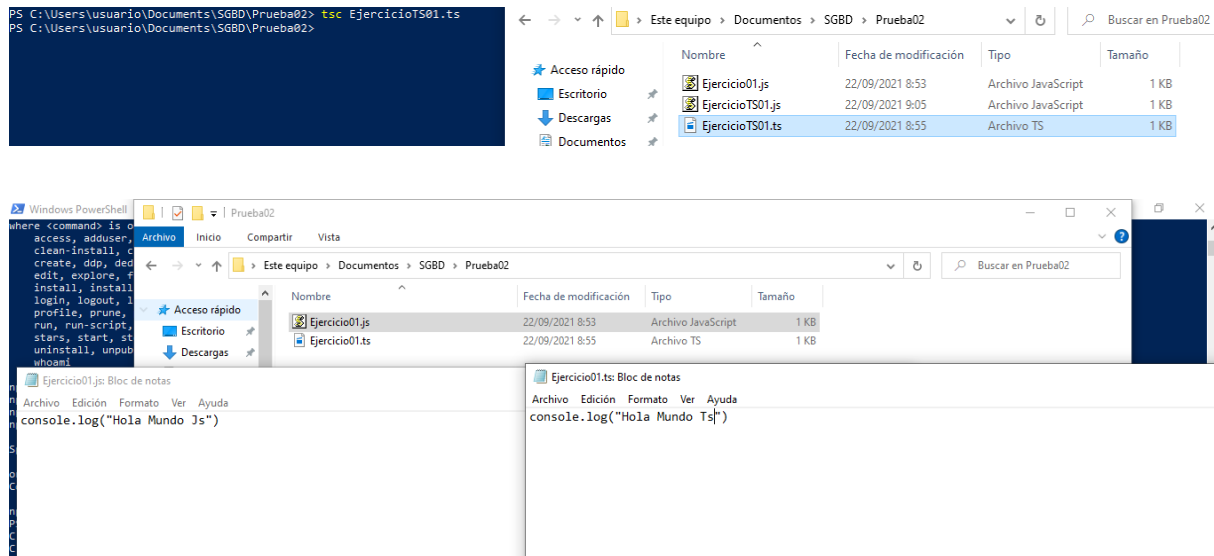 PS C:\Users\usuario\Documents\SGBD\Prueba02> tsc EjercicioTS01.ts
PS C:\Users\usuario\Documents\SGBD\Prueba02>
Este equipo > Documentos > SGBD > Prueba02
Buscar en Prueba02
Nombre Fecha de modificación Tipo Tamaño
Acceso rápido
Escritorio
Descargas
Documentos
Ejercicio01.js 22/09/2021 8:53 Archivo JavaScript 1 KB
EjercicioTS01.js 22/09/2021 9:05 Archivo JavaScript 1 KB
EjercicioTS01.ts 22/09/2021 8:55 Archivo TS 1 KB
Windows PowerShell
where <command> is o
access, adduser,
clean-install, c
create, ddp, ded
edit, explore, f
install, install
login, logout, l
profile, prune,
run, run-script,
stars, start, st
uninstall, unpub
whoami
Prueba02
Archivo Inicio Compartir Vista
Este equipo > Documentos > SGBD > Prueba02
Buscar en Prueba02
Nombre Fecha de modificación Tipo Tamaño
Acceso rápido
Escritorio
Descargas
Ejercicio01.js 22/09/2021 8:53 Archivo JavaScript 1 KB
Ejercicio01.ts 22/09/2021 8:55 Archivo TS 1 KB
Ejercicio01.js: Bloc de notas
Archivo Edición Formato Ver Ayuda
console.log("Hola Mundo Js")
Ejercicio01.ts: Bloc de notas
Archivo Edición Formato Ver Ayuda
console.log("Hola Mundo Ts")